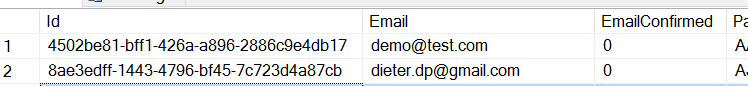 Id Email EmailConfirmed Pa
1 4502be81-bff1-426a-a896-2886c9e4db17 demo@test.com 0
2 8ae3edff-1443-4796-bf45-7c723d4a87cb dieter.dp@gmail.com 0